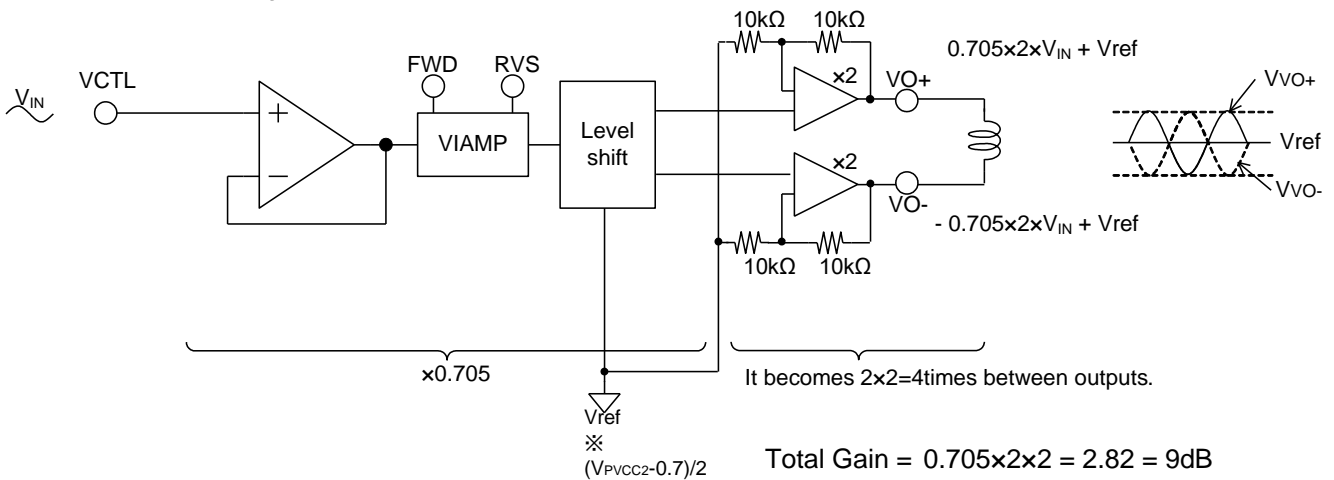 10kΩ 10kΩ
0.705×2×VIN + Vref
VIN
VCTL
FWD RVS
×2
VO+
VVO+
+
−
VIAMP
Level
shift
Vref
×2
VO-
VVO-
- 0.705×2×VIN + Vref
10kΩ 10kΩ
×0.705
It becomes 2×2=4times between outputs.
Vref
※
(VPVCC2-0.7)/2
Total Gain = 0.705×2×2 = 2.82 = 9dB